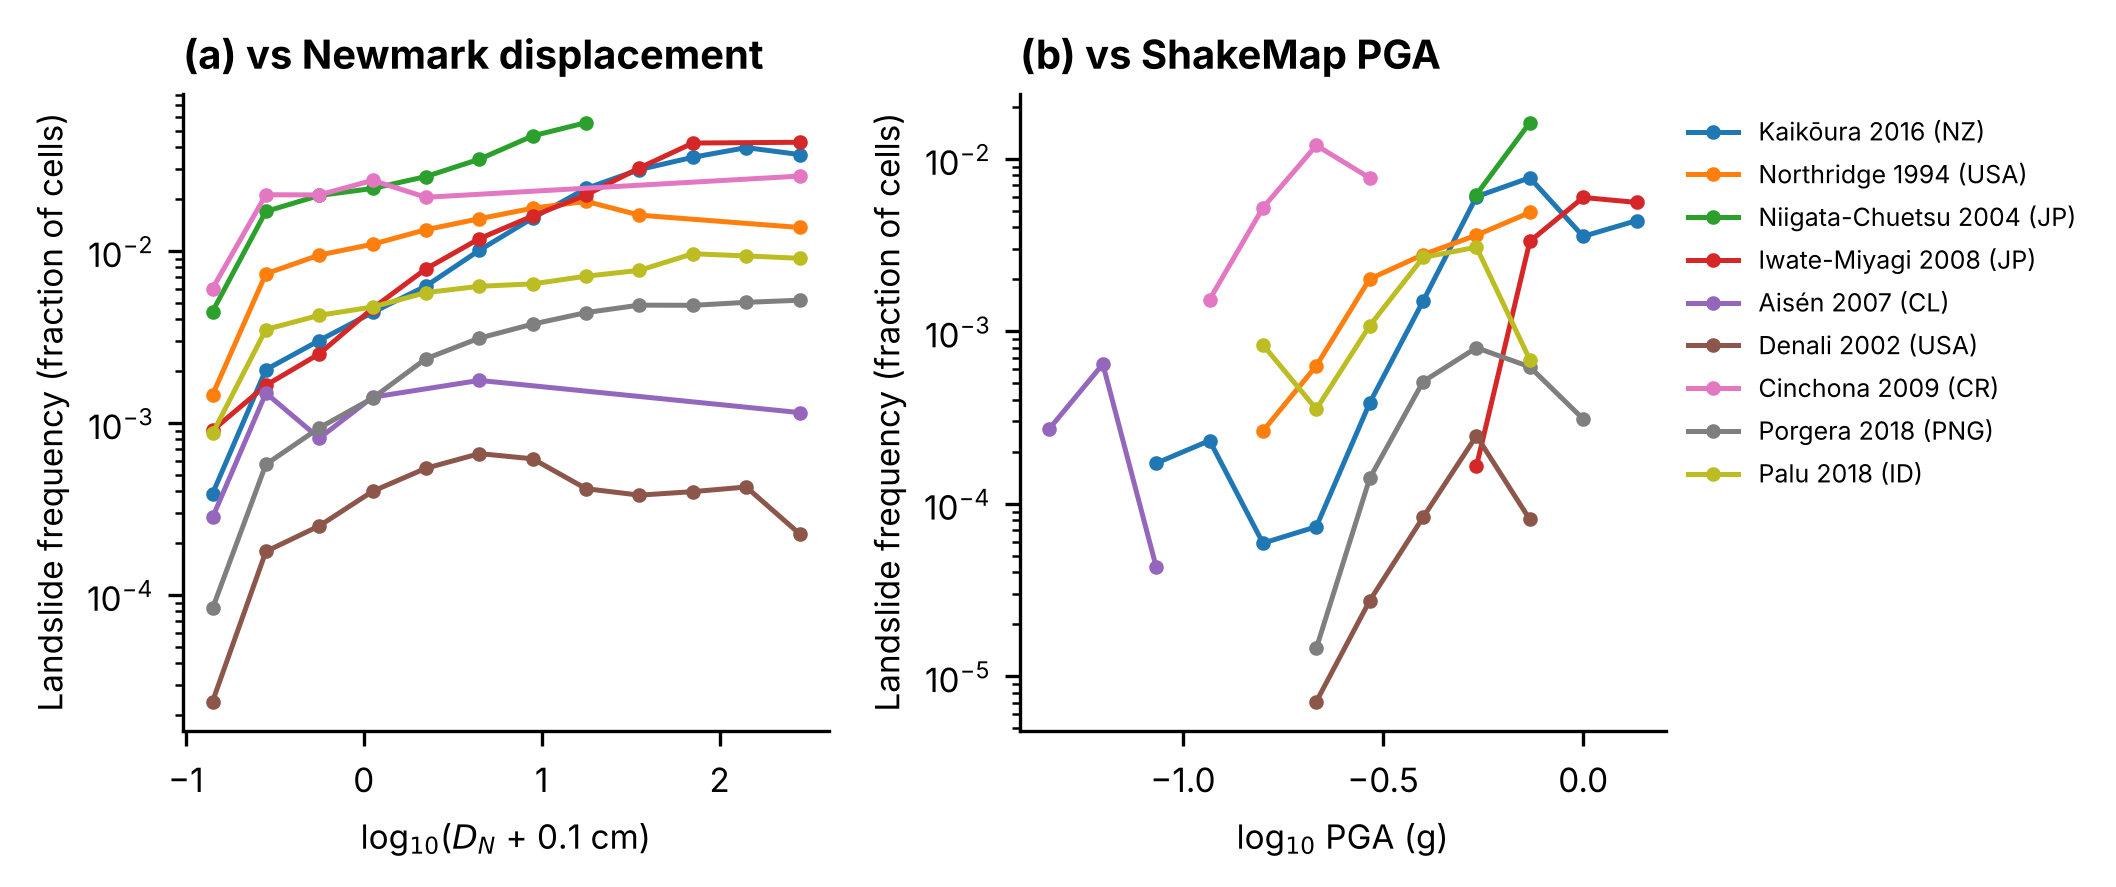 (a) vs Newmark displacement
Landslide frequency (fraction of cells)
10⁻²
10⁻³
10⁻⁴
−1 0 1 2
log₁₀(D_N + 0.1 cm)
(b) vs ShakeMap PGA
Landslide frequency (fraction of cells)
10⁻²
10⁻³
10⁻⁴
10⁻⁵
−1.0 −0.5 0.0
log₁₀ PGA (g)
Kaikōura 2016 (NZ)
Northridge 1994 (USA)
Niigata-Chuetsu 2004 (JP)
Iwate-Miyagi 2008 (JP)
Aisén 2007 (CL)
Denali 2002 (USA)
Cinchona 2009 (CR)
Porgera 2018 (PNG)
Palu 2018 (ID)